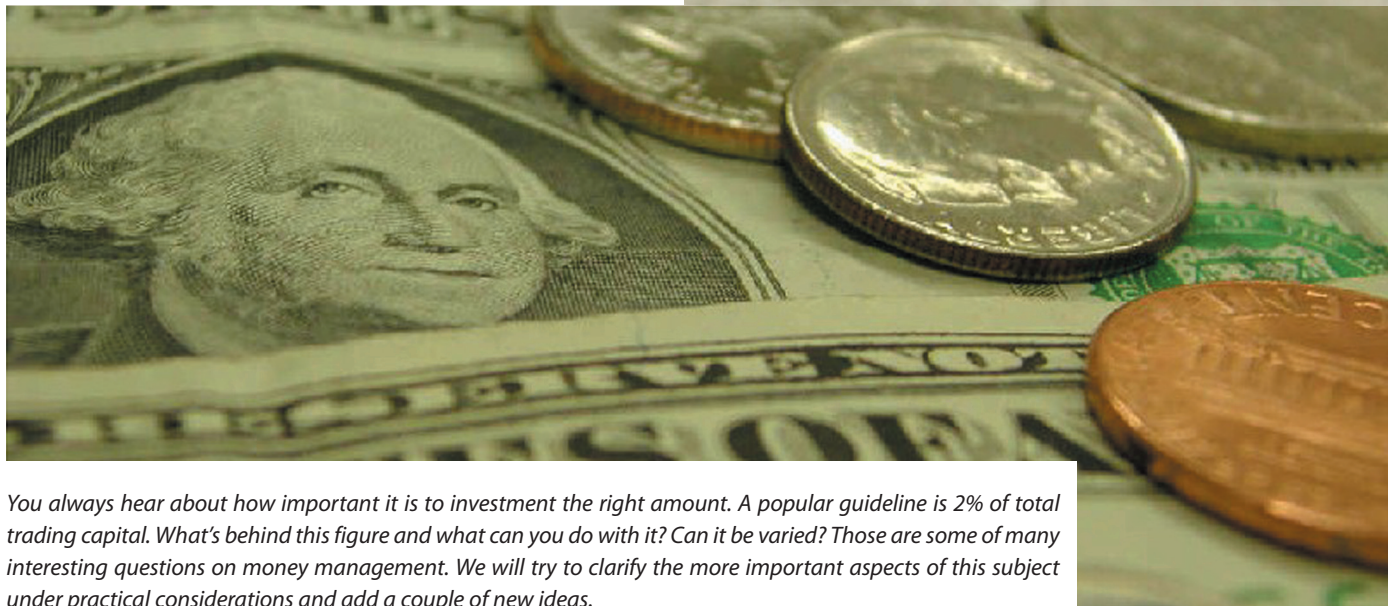 CENT
You always hear about how important it is to investment the right amount. A popular guideline is 2% of total
trading capital. What's behind this figure and what can you do with it? Can it be varied? Those are some of many
interesting questions on money management. We will try to clarify the more important aspects of this subject
under practical considerations and add a couple of new ideas.